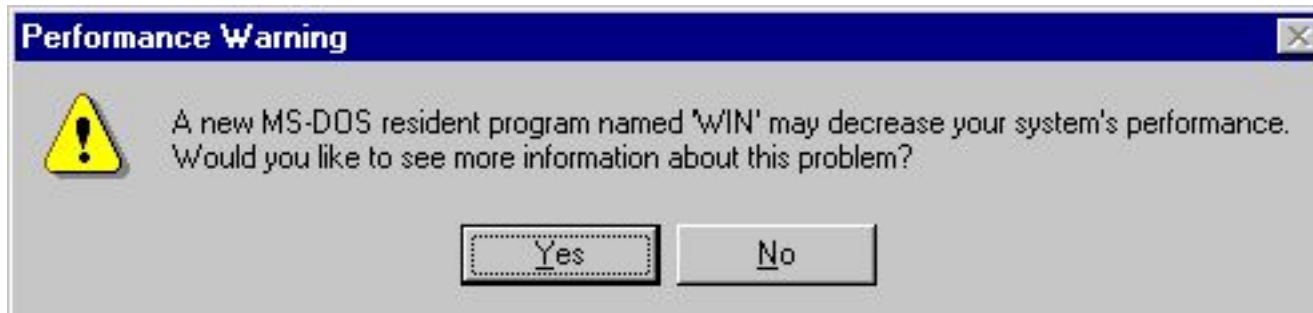 Performance Warning
A new MS-DOS resident program named 'WIN' may decrease your system's performance.
Would you like to see more information about this problem?
Yes No